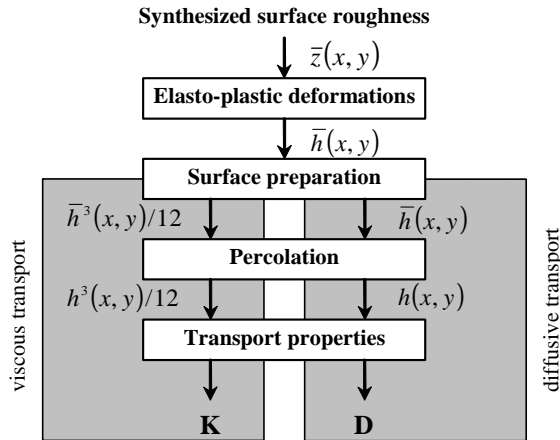 Synthesized surface roughness
z̅(x, y)
Elasto-plastic deformations
h̅(x, y)
Surface preparation
h̅³(x, y)/12
h̅(x, y)
Percolation
h³(x, y)/12
h(x, y)
Transport properties
K
D
viscous transport
diffusive transport